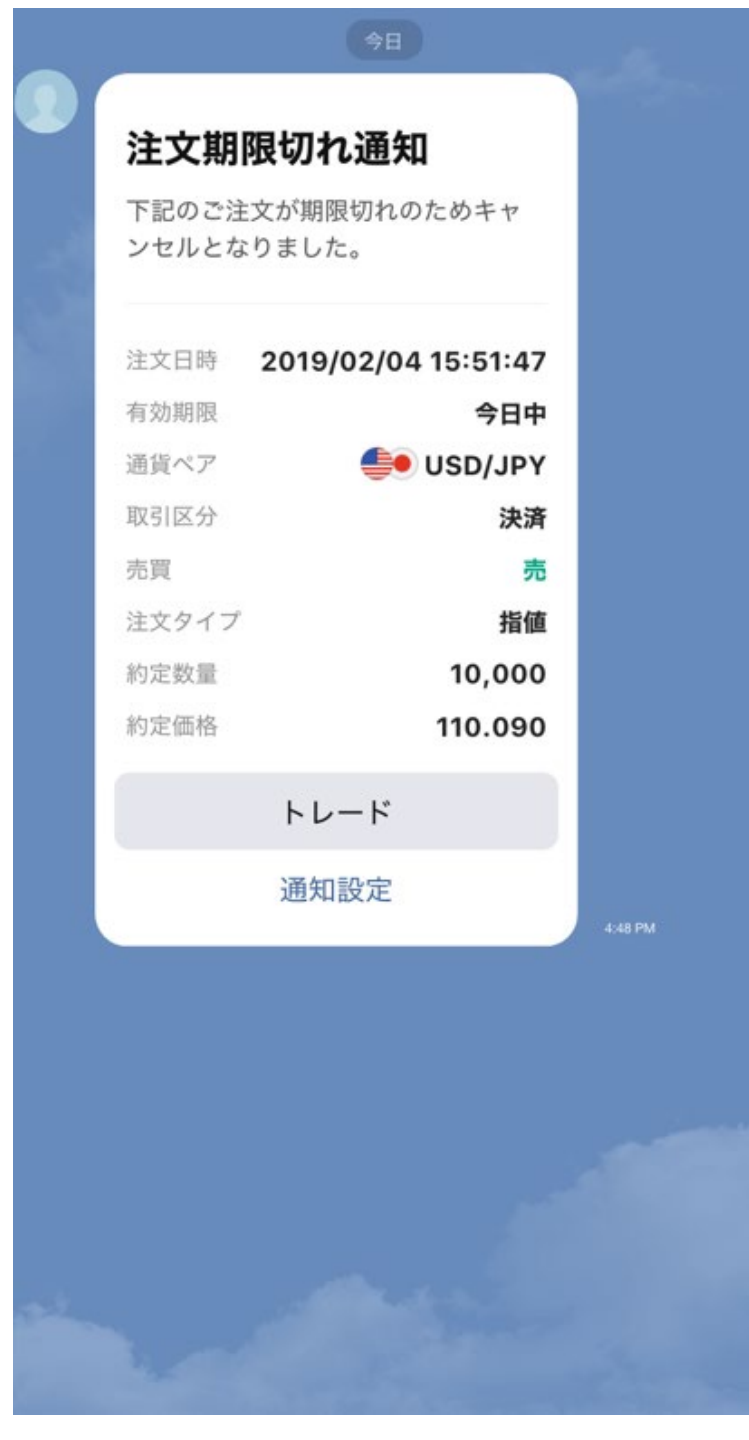 今日
注文期限切れ通知
下記のご注文が期限切れのためキャ
ンセルとなりました。
注文日時 2019/02/04 15:51:47
有効期限 今日中
通貨ペア USD/JPY
取引区分 決済
売買 売
注文タイプ 指値
約定数量 10,000
約定価格 110.090
トレード
通知設定
4:48 PM